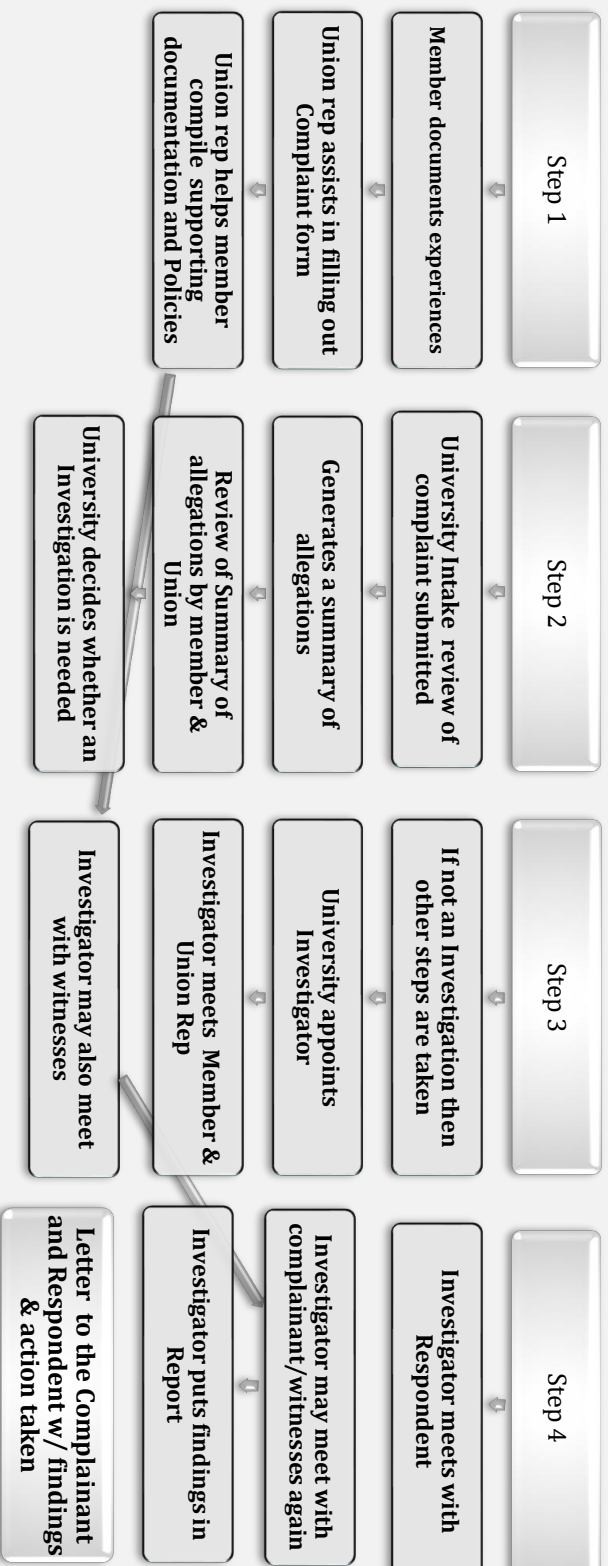 Step 1
Member documents experiences
Union rep assists in filling out
Complaint form
Union rep helps member
compile supporting
documentation and Policies
Step 2
University Intake review of
complaint submitted
Generates a summary of
allegations
Review of Summary of
allegations by member &
Union
University decides whether an
Investigation is needed
Step 3
If not an Investigation then
other steps are taken
University appoints
Investigator
Investigator meets Member &
Union Rep
Investigator may also meet
with witnesses
Step 4
Investigator meets with
Respondent
Investigator may meet with
complainant/witnesses again
Investigator puts findings in
Report
Letter to the Complainant
and Respondent w/ findings
& action taken